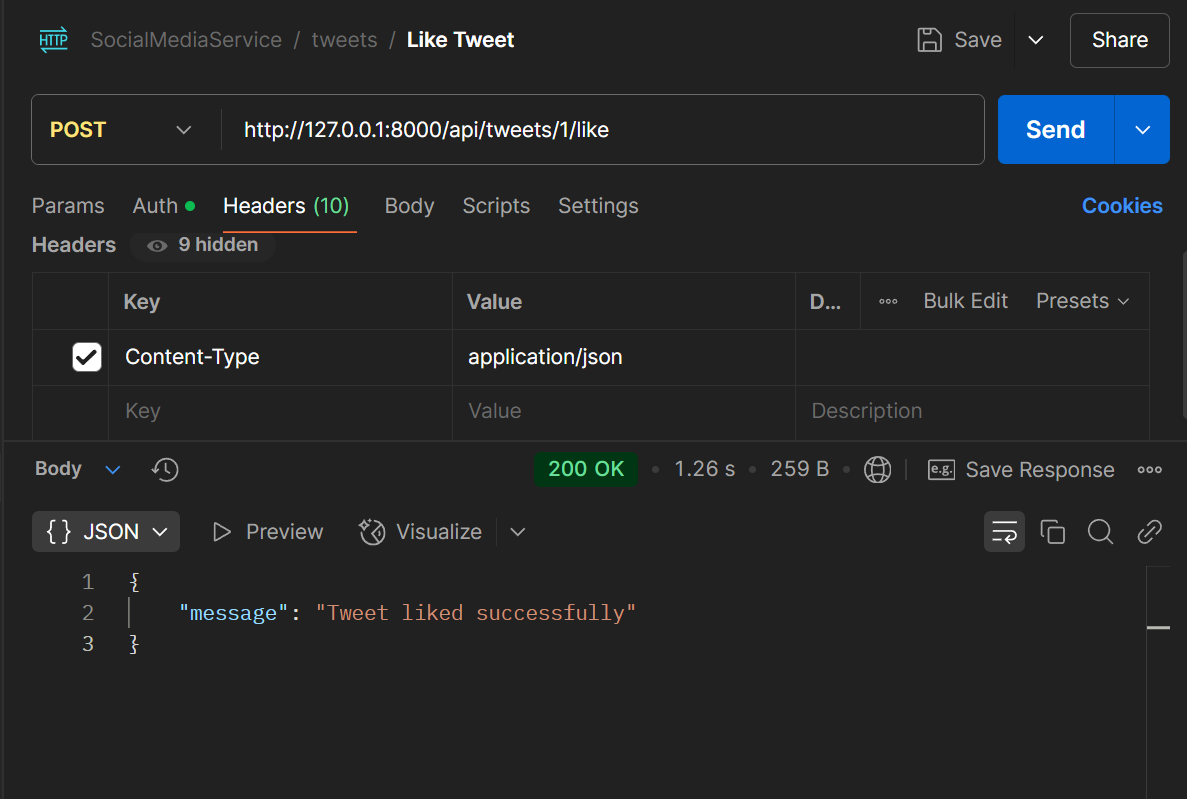 HTTP SocialMediaService / tweets / Like Tweet Save Share
POST http://127.0.0.1:8000/api/tweets/1/like Send
Params Auth Headers (10) Body Scripts Settings Cookies
Headers 9 hidden
Key Value D... Bulk Edit Presets
Content-Type application/json
Key Value Description
Body 200 OK 1.26 s 259 B e.g. Save Response
{ } JSON Preview Visualize
1 {
2 "message": "Tweet liked successfully"
3 }